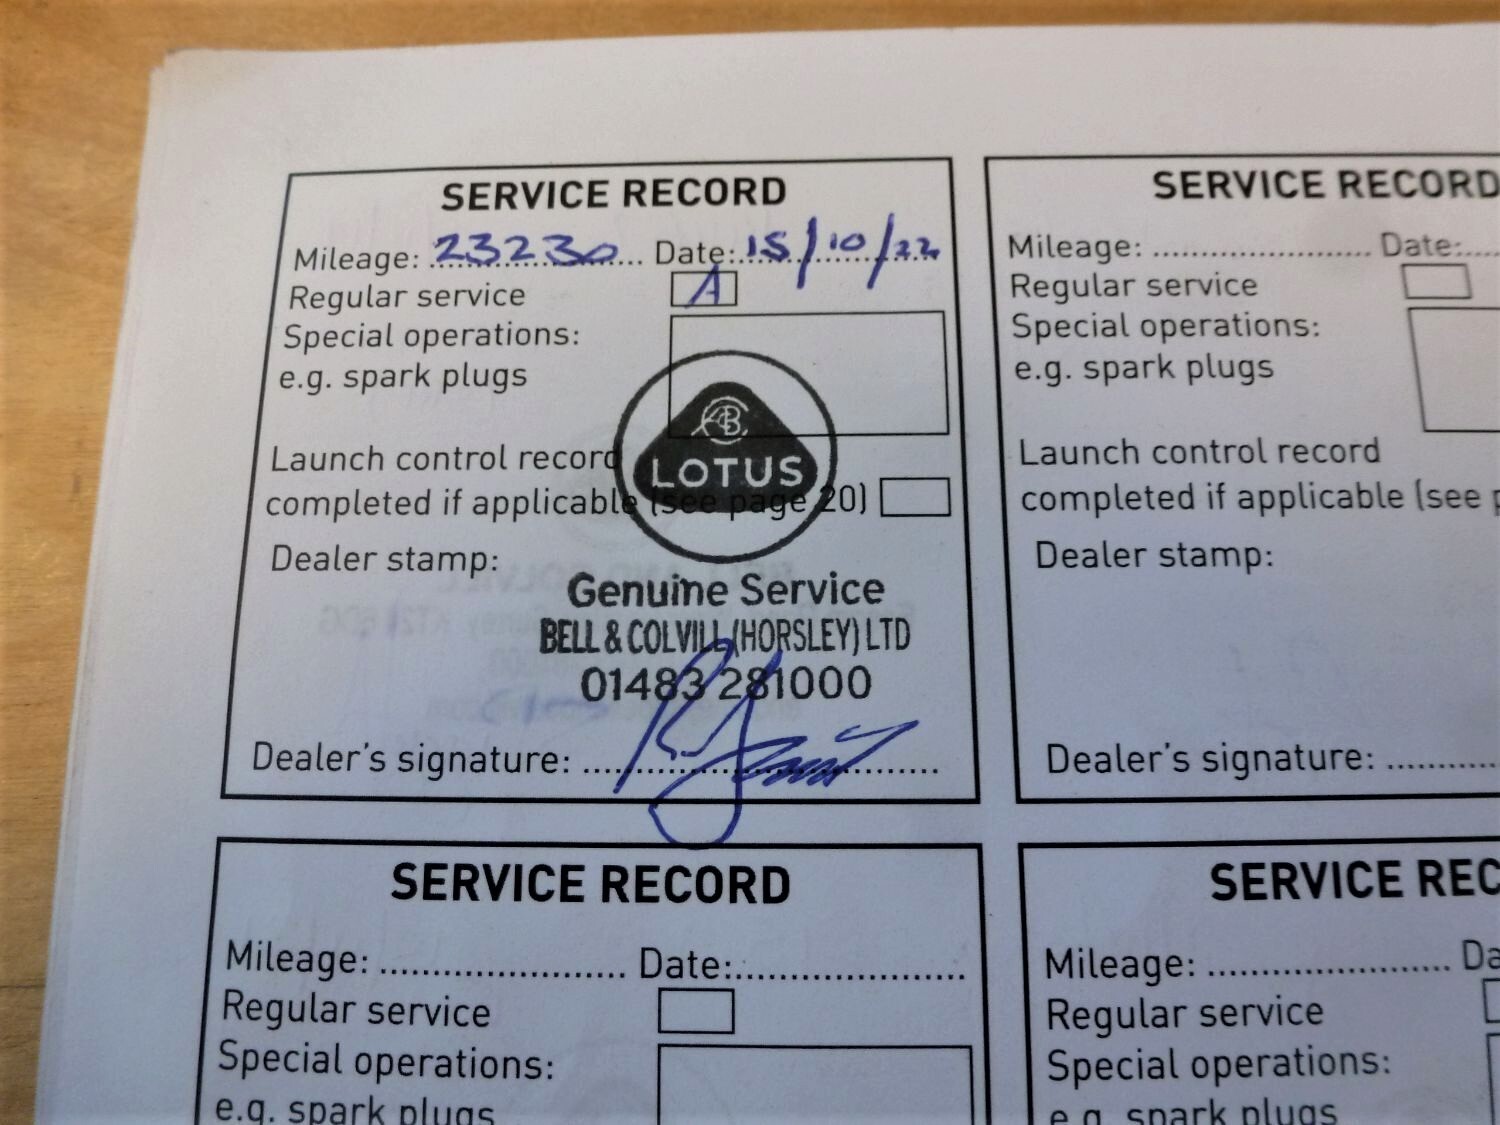 SERVICE RECORD
Mileage: 23230 Date: 15/10/22
Regular service A
Special operations:
e.g. spark plugs
ACBC
LOTUS
Launch control record
completed if applicable (see page 20)
Dealer stamp:
Genuine Service
BELL & COLVILL (HORSLEY) LTD
01483 281000
Dealer's signature:
SERVICE RECORD
Mileage: Date:
Regular service
Special operations:
e.g. spark plugs
Launch control record
completed if applicable (see
Dealer stamp:
Dealer's signature:
SERVICE RECORD
Mileage: Date:
Regular service
Special operations:
e.g. spark plugs
SERVICE REC
Mileage: Da
Regular service
Special operations:
e.g. spark plugs